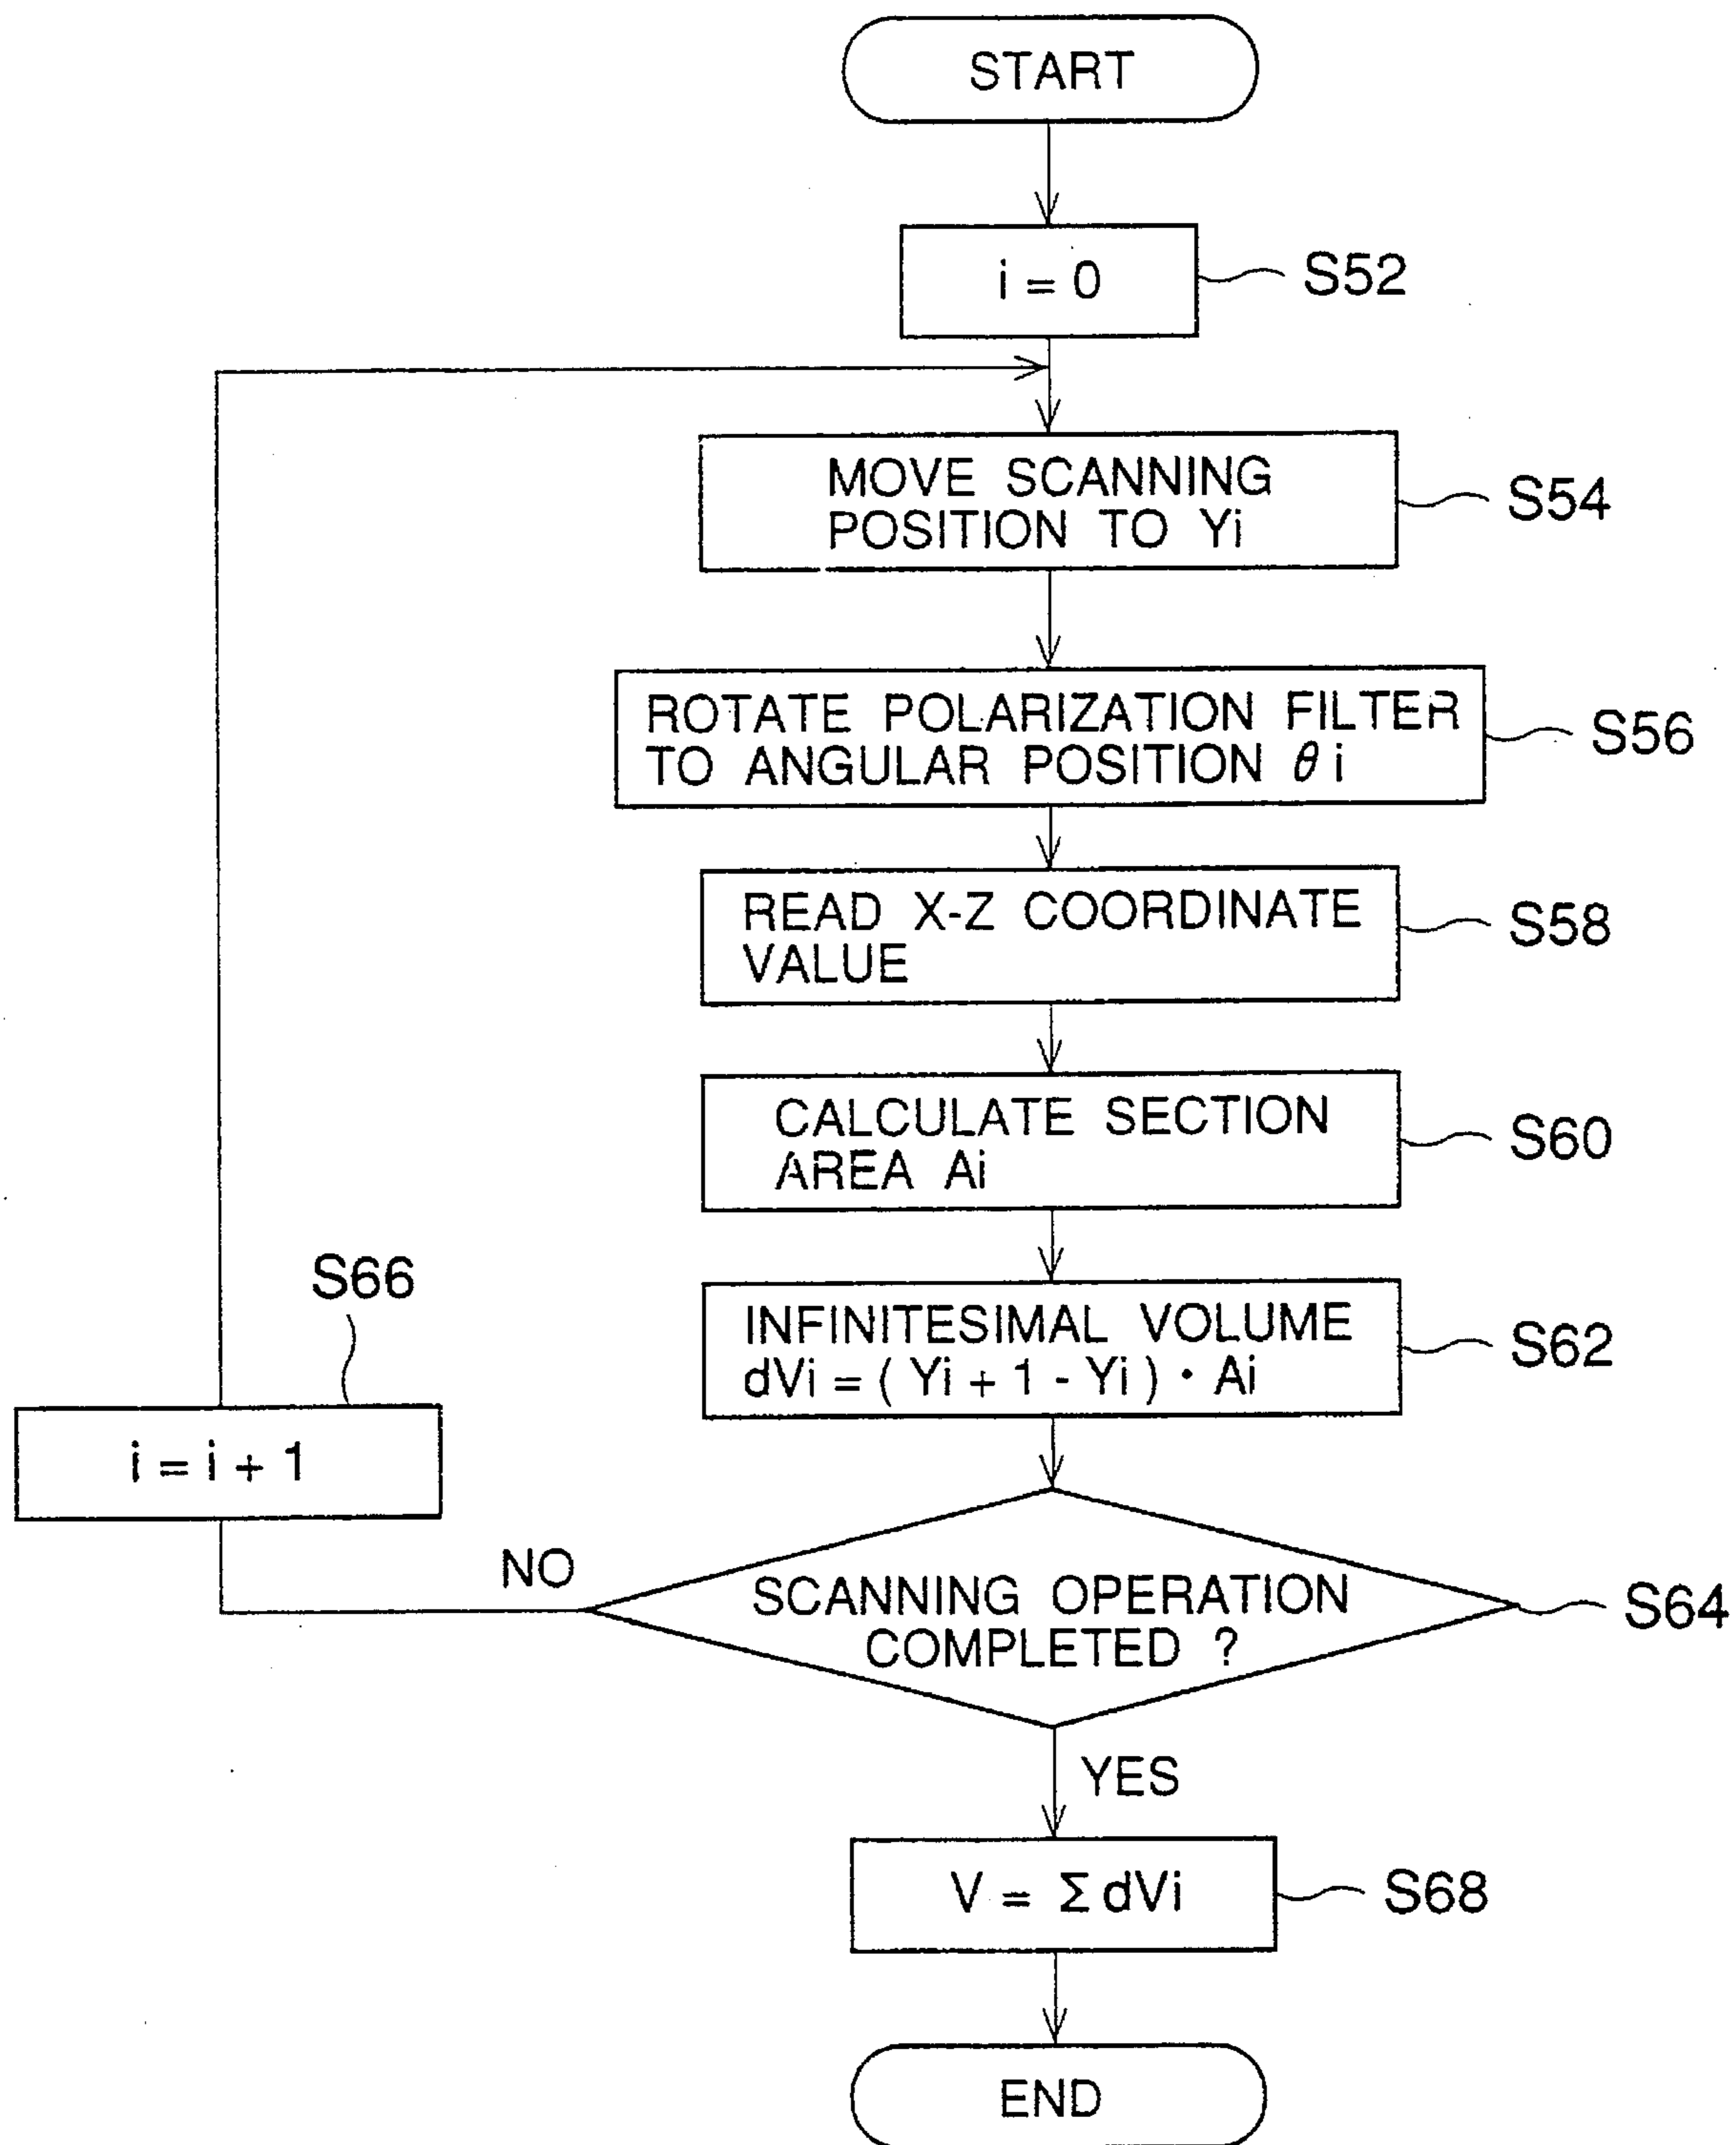 START
i = 0
S52
MOVE SCANNING
POSITION TO Yi
S54
ROTATE POLARIZATION FILTER
TO ANGULAR POSITION θ i
S56
READ X-Z COORDINATE
VALUE
S58
CALCULATE SECTION
AREA Ai
S60
INFINITESIMAL VOLUME
dVi = ( Yi + 1 - Yi ) · Ai
S62
S66
i = i + 1
NO
SCANNING OPERATION
COMPLETED ?
S64
YES
V = Σ dVi
S68
END